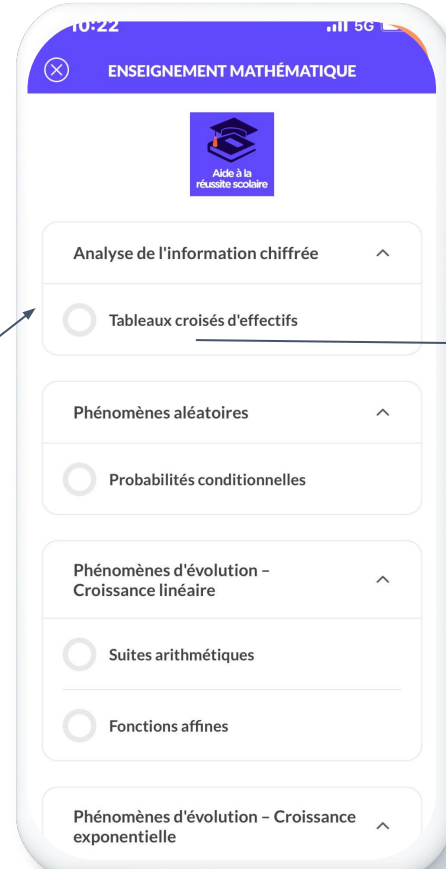 10:22
5G
ENSEIGNEMENT MATHÉMATIQUE
Aide à la
réussite scolaire
Analyse de l'information chiffrée
Tableaux croisés d'effectifs
Phénomènes aléatoires
Probabilités conditionnelles
Phénomènes d'évolution –
Croissance linéaire
Suites arithmétiques
Fonctions affines
Phénomènes d'évolution – Croissance
exponentielle